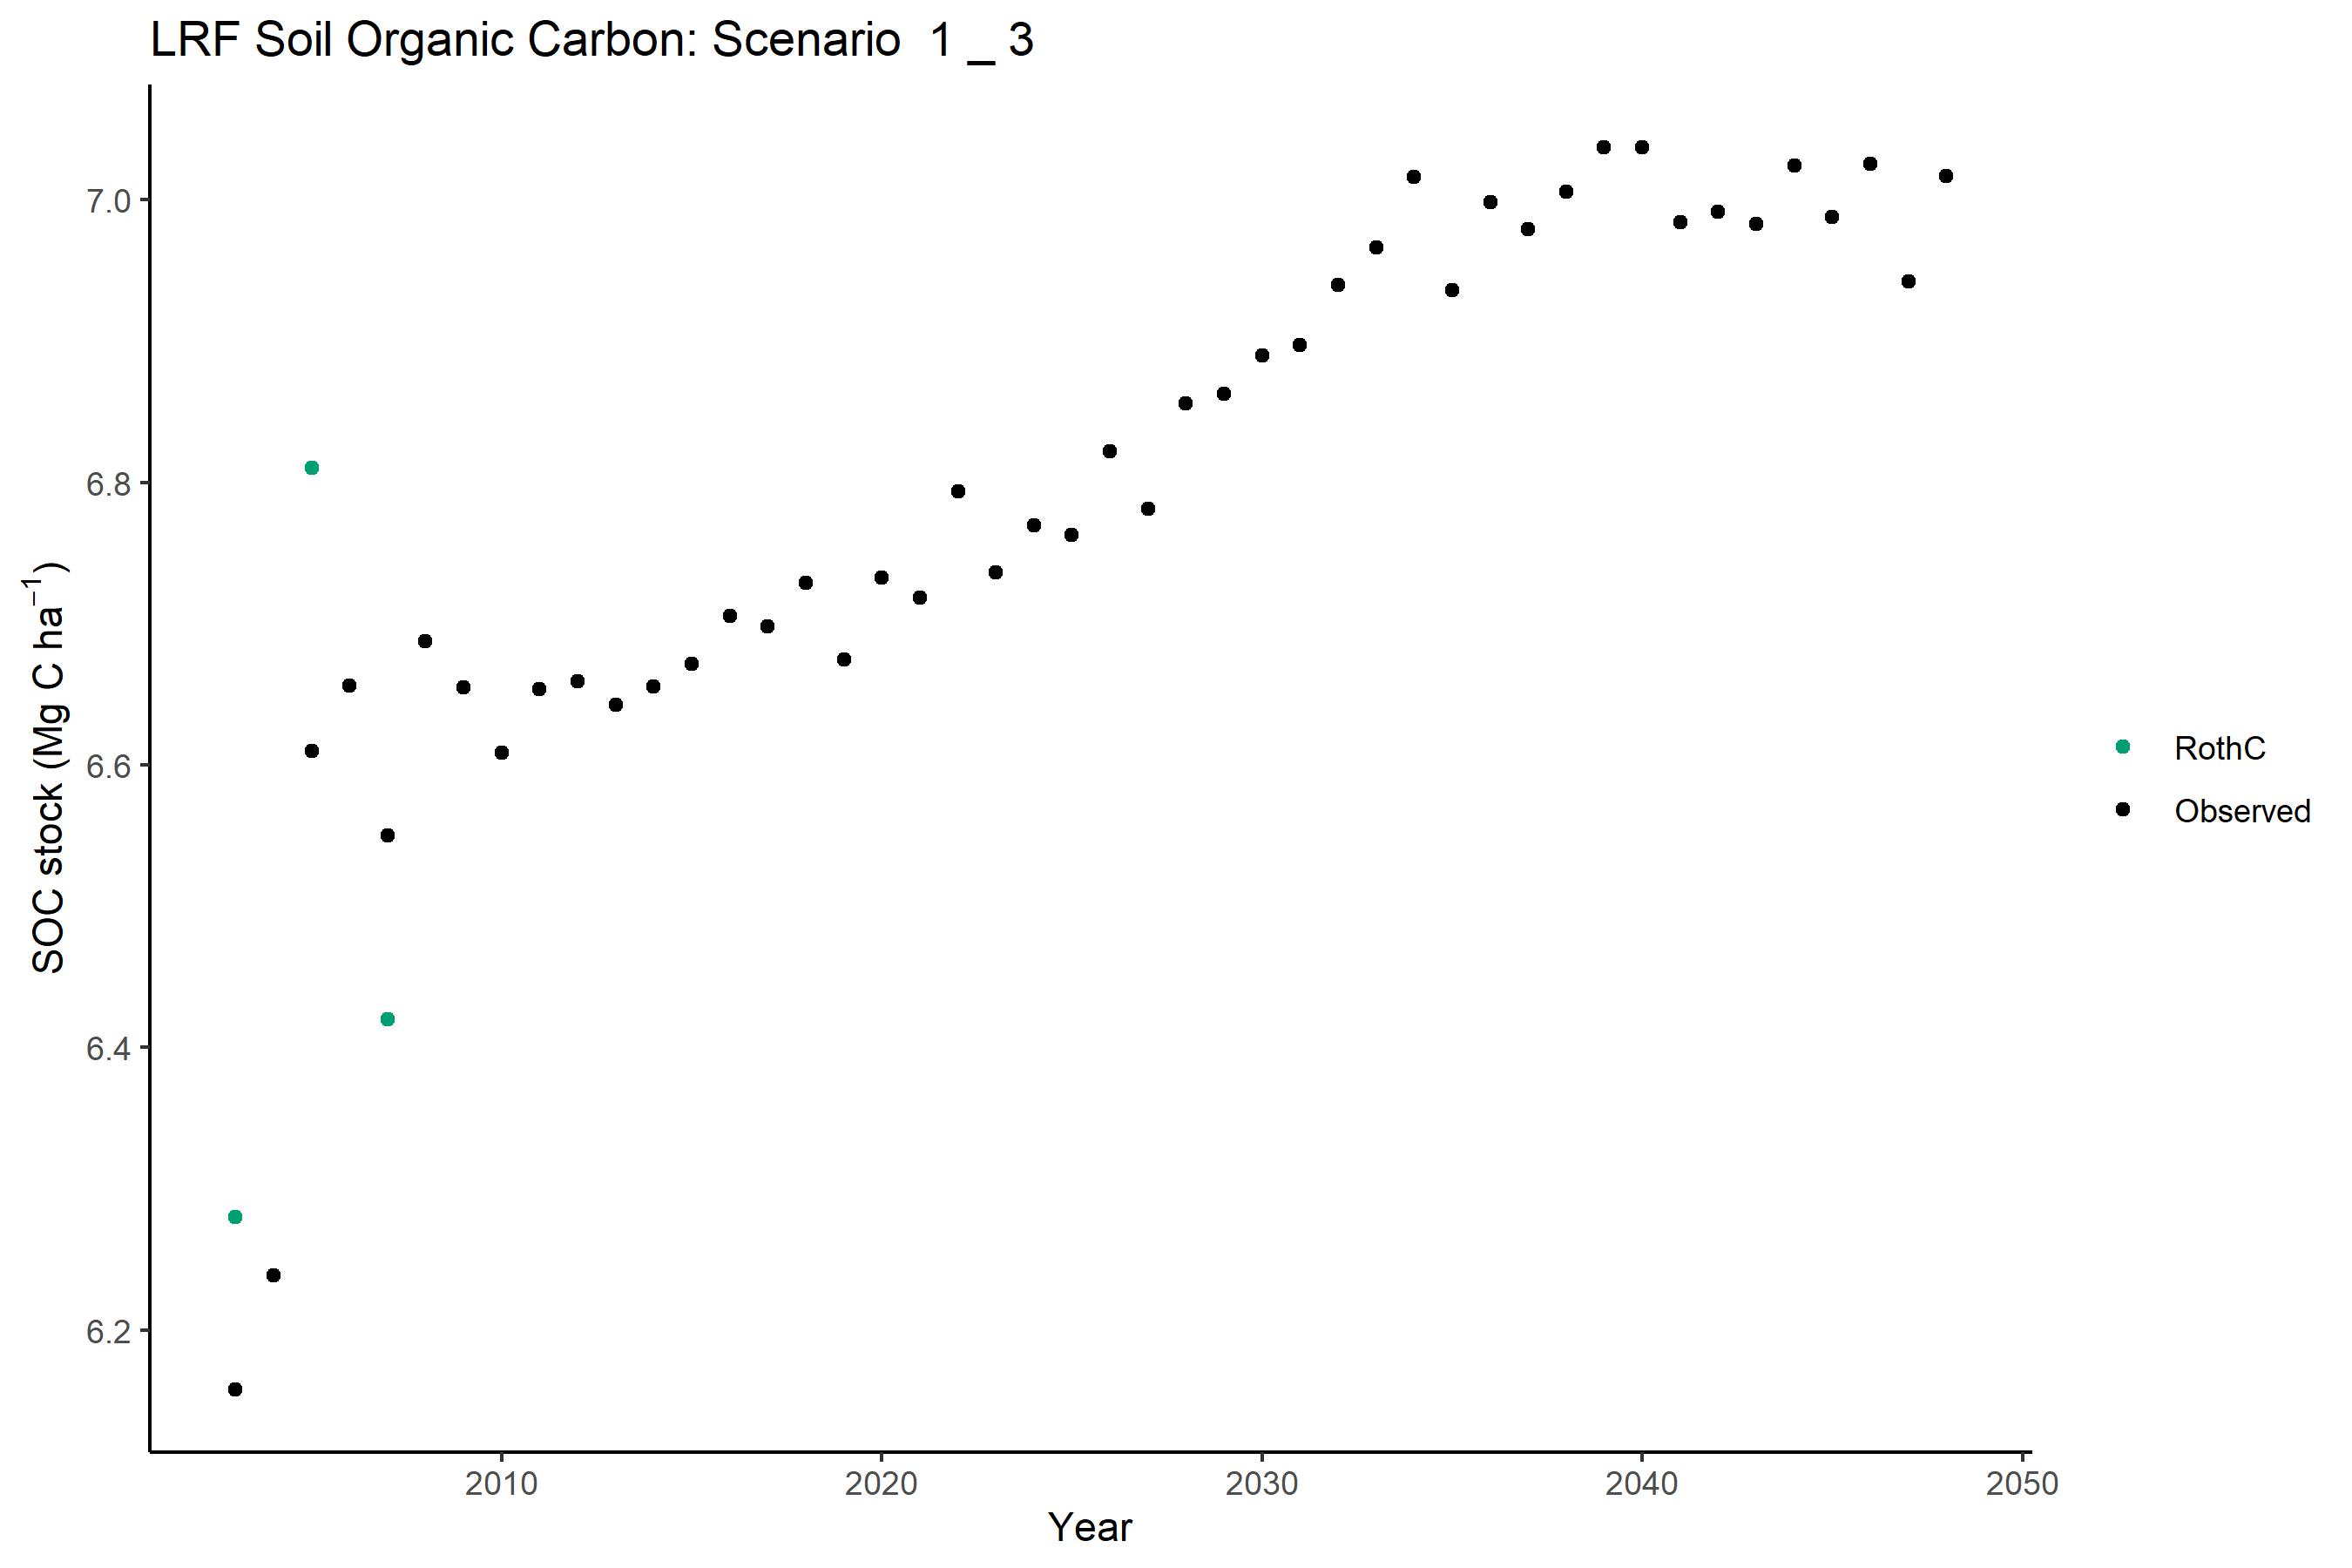 LRF Soil Organic Carbon: Scenario  1 _ 3
SOC stock (Mg C ha⁻¹)
7.0
6.8
6.6
6.4
6.2
2010 2020 2030 2040 2050
Year
RothC
Observed